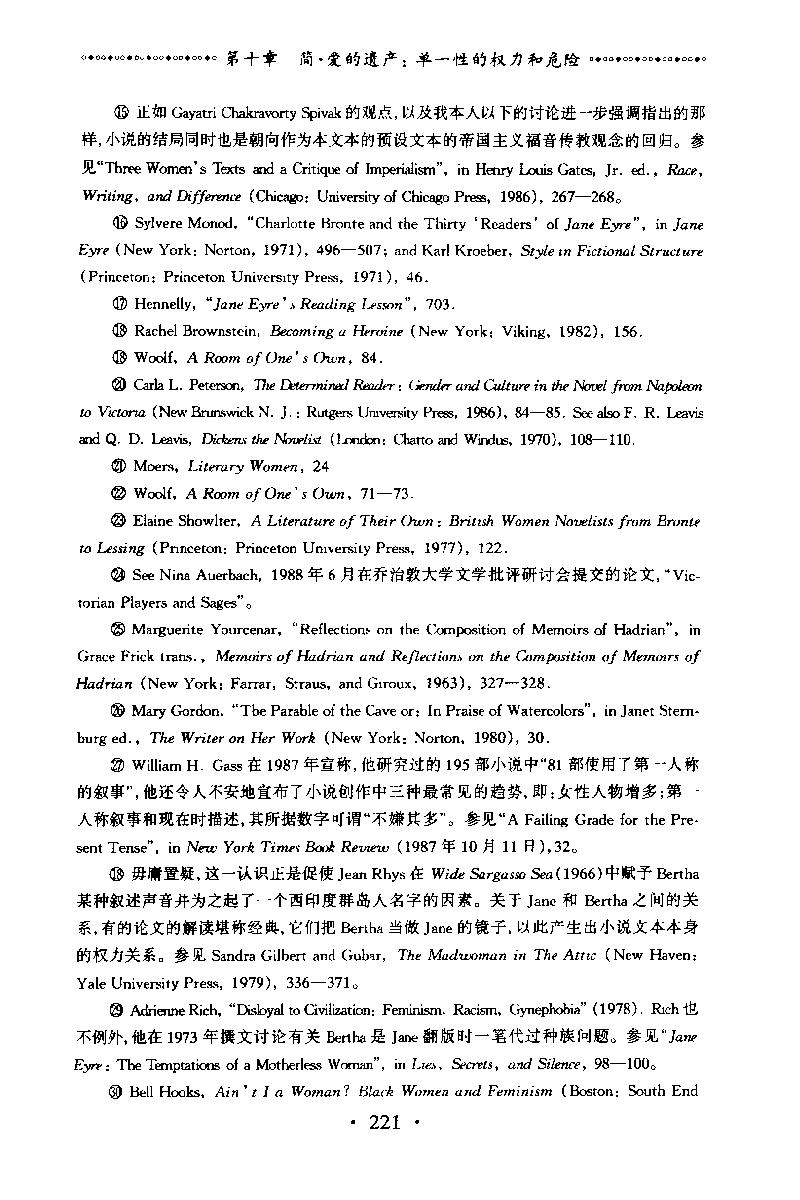 第十章 简·爱的遗产：单一性的权力和危险
⑮ 正如 Gayatri Chakravorty Spivak 的观点,以及我本人以下的讨论进一步强调指出的那
样,小说的结局同时也是朝向作为本文本的预设文本的帝国主义福音传教观念的回归。参
见“Three Women's Texts and a Critique of Imperialism”, in Henry Louis Gates, Jr. ed., Race,
Writing, and Difference (Chicago: University of Chicago Press, 1986), 267—268。
⑯ Sylvere Monod, “Charlotte Bronte and the Thirty ‘Readers’ of Jane Eyre”, in Jane
Eyre (New York: Norton, 1971), 496—507; and Karl Kroeber, Style in Fictional Structure
(Princeton: Princeton University Press, 1971), 46.
⑰ Hennelly, “Jane Eyre's Reading Lesson”, 703.
⑱ Rachel Brownstein, Becoming a Heroine (New York: Viking, 1982), 156.
⑱ Woolf, A Room of One's Own, 84.
⑳ Carla L. Peterson, The Determined Reader: Gender and Culture in the Novel from Napoleon
to Victoria (New Brunswick N. J.: Rutgers University Press, 1986), 84—85. See also F. R. Leavis
and Q. D. Leavis, Dickens the Novelist (London: Chatto and Windus, 1970), 108—110.
㉑ Moers, Literary Women, 24
㉒ Woolf, A Room of One's Own, 71—73.
㉓ Elaine Showlter, A Literature of Their Own: British Women Novelists from Bronte
to Lessing (Princeton: Princeton University Press, 1977), 122.
㉔ See Nina Auerbach, 1988 年 6 月在乔治敦大学文学批评研讨会提交的论文,“Vic-
torian Players and Sages”。
㉕ Marguerite Yourcenar, “Reflections on the Composition of Memoirs of Hadrian”, in
Grace Frick trans., Memoirs of Hadrian and Reflections on the Composition of Memoirs of
Hadrian (New York: Farrar, Straus, and Giroux, 1963), 327—328.
㉖ Mary Gordon, “The Parable of the Cave or: In Praise of Watercolors”, in Janet Stern-
burg ed., The Writer on Her Work (New York: Norton, 1980), 30.
㉗ William H. Gass 在 1987 年宣称,他研究过的 195 部小说中“81 部使用了第一人称
的叙事”,他还令人不安地宣布了小说创作中三种最常见的趋势,即:女性人物增多;第一
人称叙事和现在时描述,其所据数字可谓“不嫌其多”。参见“A Failing Grade for the Pre-
sent Tense”, in New York Times Book Review (1987 年 10 月 11 日),32。
⑱ 毋庸置疑,这一认识正是促使 Jean Rhys 在 Wide Sargasso Sea(1966)中赋予 Bertha
某种叙述声音并为之起了一个西印度群岛人名字的因素。关于 Jane 和 Bertha 之间的关
系,有的论文的解读堪称经典,它们把 Bertha 当做 Jane 的镜子,以此产生出小说文本本身
的权力关系。参见 Sandra Gilbert and Gubar, The Madwoman in The Attic (New Haven:
Yale University Press, 1979), 336—371。
㉙ Adrienne Rich, “Disloyal to Civilization: Feminism. Racism, Gynephobia” (1978). Rich 也
不例外,他在 1973 年撰文讨论有关 Bertha 是 Jane 翻版时一笔代过种族问题。参见“Jane
Eyre: The Temptations of a Motherless Woman”, in Lies, Secrets, and Silence, 98—100。
㉚ Bell Hooks, Ain't I a Woman? Black Women and Feminism (Boston: South End
· 221 ·